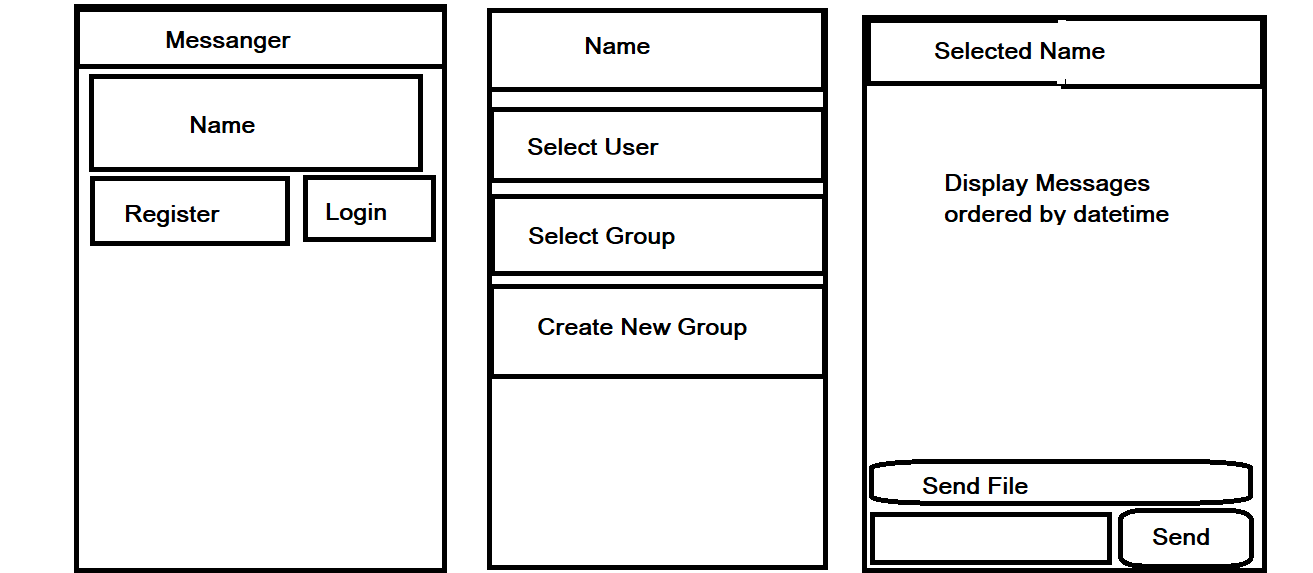 Messanger
Name
Register
Login
Name
Select User
Select Group
Create New Group
Selected Name
Display Messages
ordered by datetime
Send File
Send